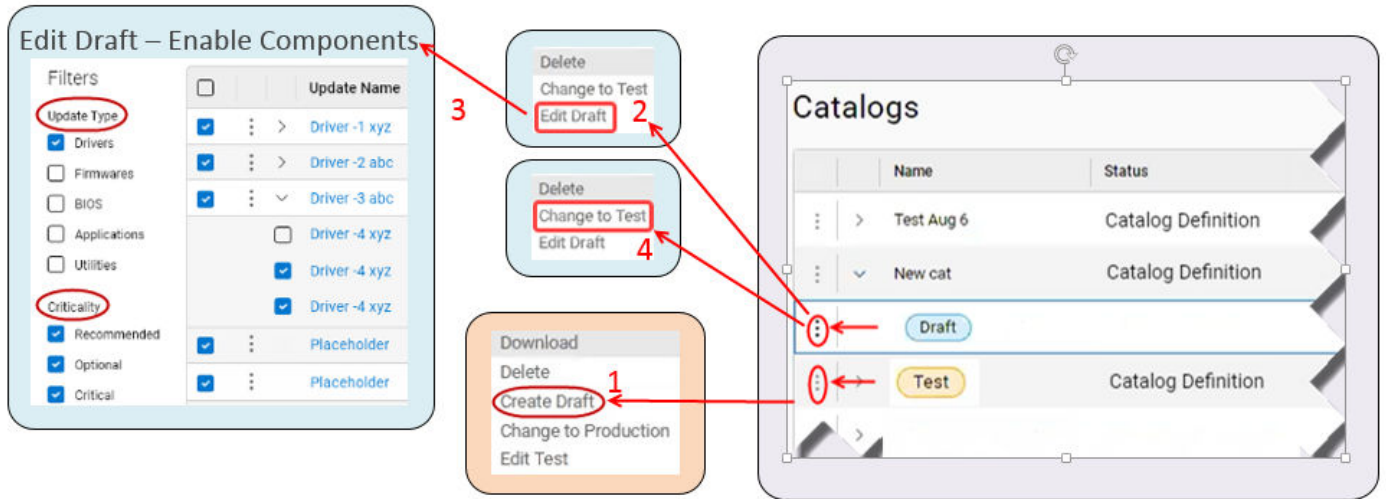 Edit Draft – Enable Components
Filters
Update Type
Drivers
Firmwares
BIOS
Applications
Utilities
Criticality
Recommended
Optional
Critical
Update Name
Driver -1 xyz
Driver -2 abc
Driver -3 abc
Driver -4 xyz
Driver -4 xyz
Driver -4 xyz
Placeholder
Placeholder
3
Delete
Change to Test
Edit Draft
2
Delete
Change to Test
Edit Draft
4
Download
Delete
Create Draft
1
Change to Production
Edit Test
Catalogs
Name Status
Test Aug 6 Catalog Definition
New cat Catalog Definition
Draft
Test Catalog Definition